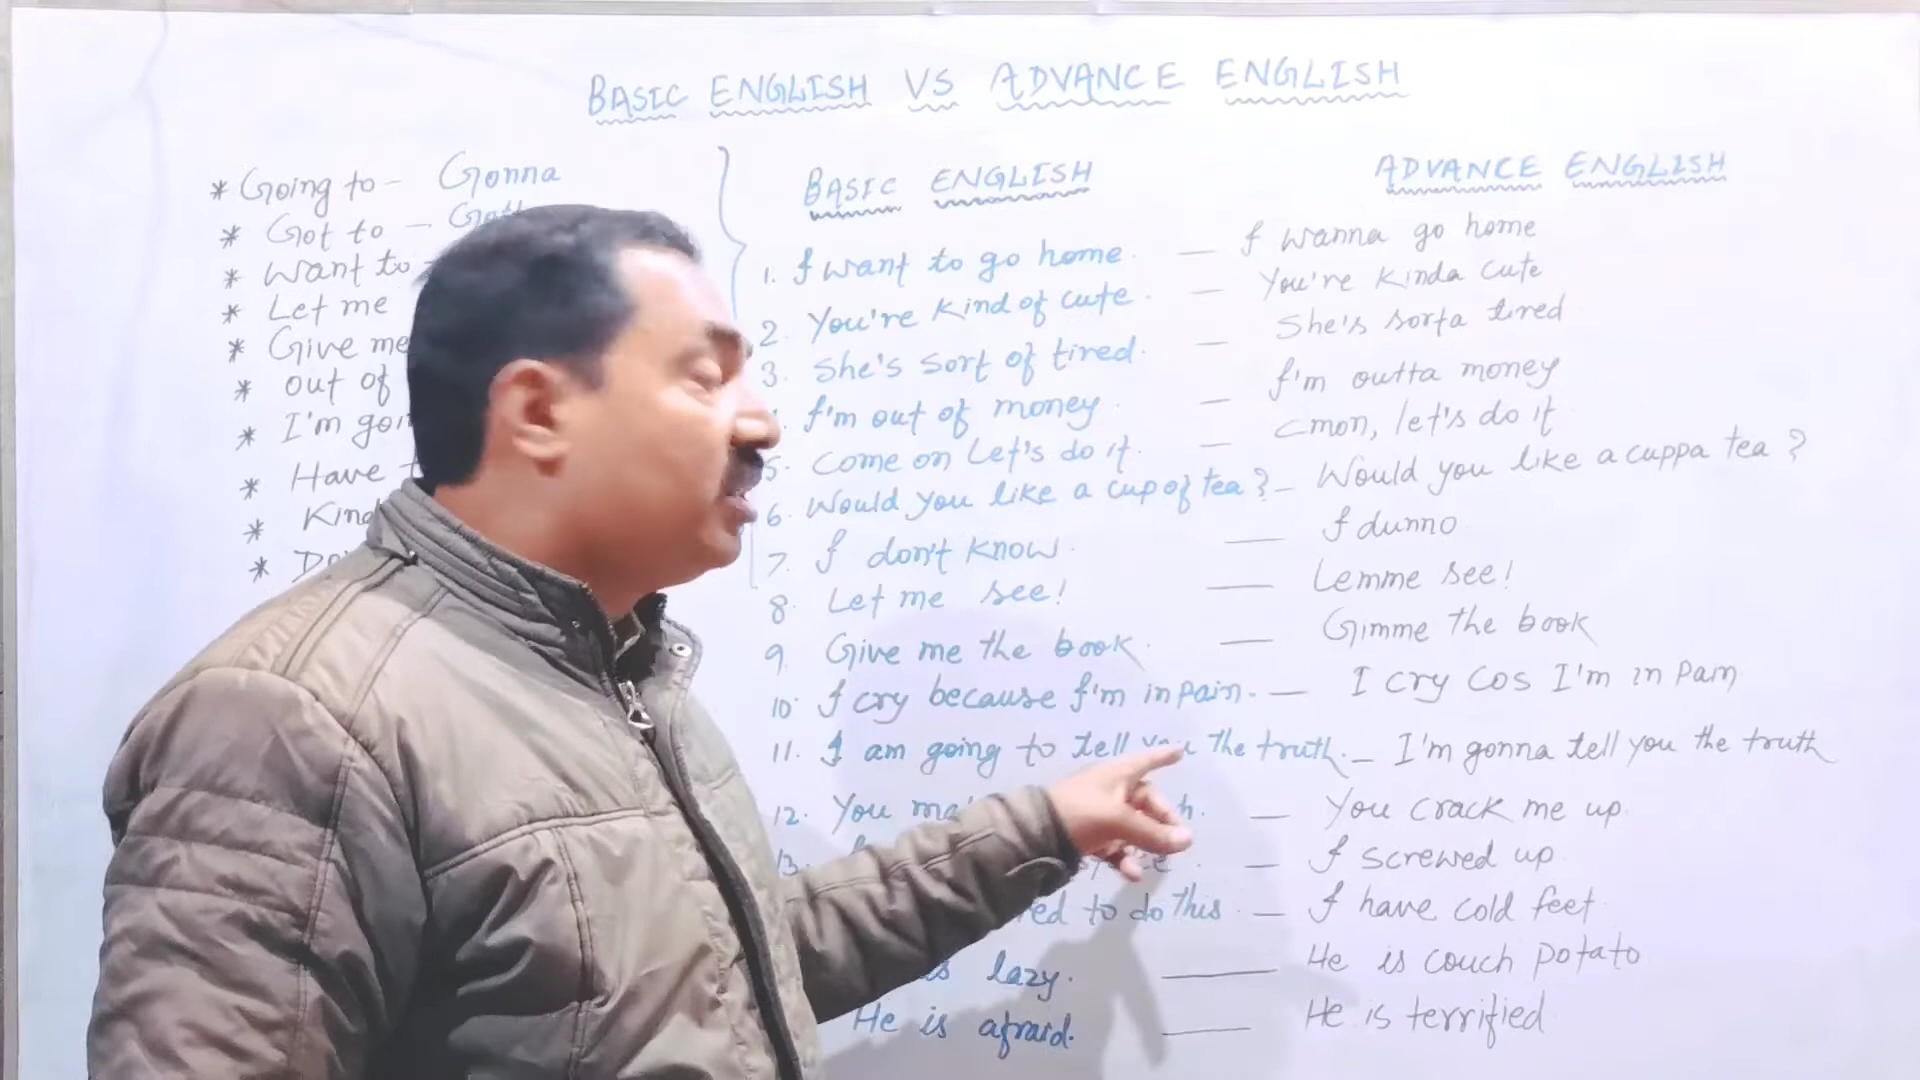 BASIC ENGLISH VS ADVANCE ENGLISH
* Going to - Gonna
* Got to -
* Want to
* Let me
* Give me
* out of
* I'm
* Have
*
*
BASIC ENGLISH
1. I want to go home.
2. You're kind of cute.
3. She's sort of tired.
I'm out of money.
5. Come on Let's do it.
6. Would you like a cup of tea?
7. I don't know.
8. Let me see!
9. Give me the book.
10. I cry because I'm in pain.
11. I am going to tell you the truth.
12. You
13.
to do this.
lazy.
He is afraid.
ADVANCE ENGLISH
I wanna go home
You're kinda cute
She's sorta tired
I'm outta money
Cmon, let's do it
Would you like a cuppa tea?
I dunno
Lemme see!
Gimme the book
I cry cos I'm in pain
I'm gonna tell you the truth
You crack me up.
I screwed up
I have cold feet
He is couch potato
He is terrified